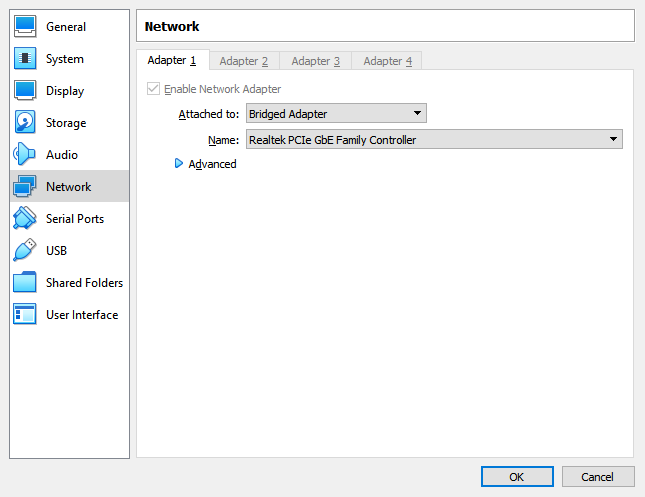 General
System
Display
Storage
Audio
Network
Serial Ports
USB
Shared Folders
User Interface
Network
Adapter 1 Adapter 2 Adapter 3 Adapter 4
Enable Network Adapter
Attached to: Bridged Adapter
Name: Realtek PCIe GbE Family Controller
Advanced
OK Cancel